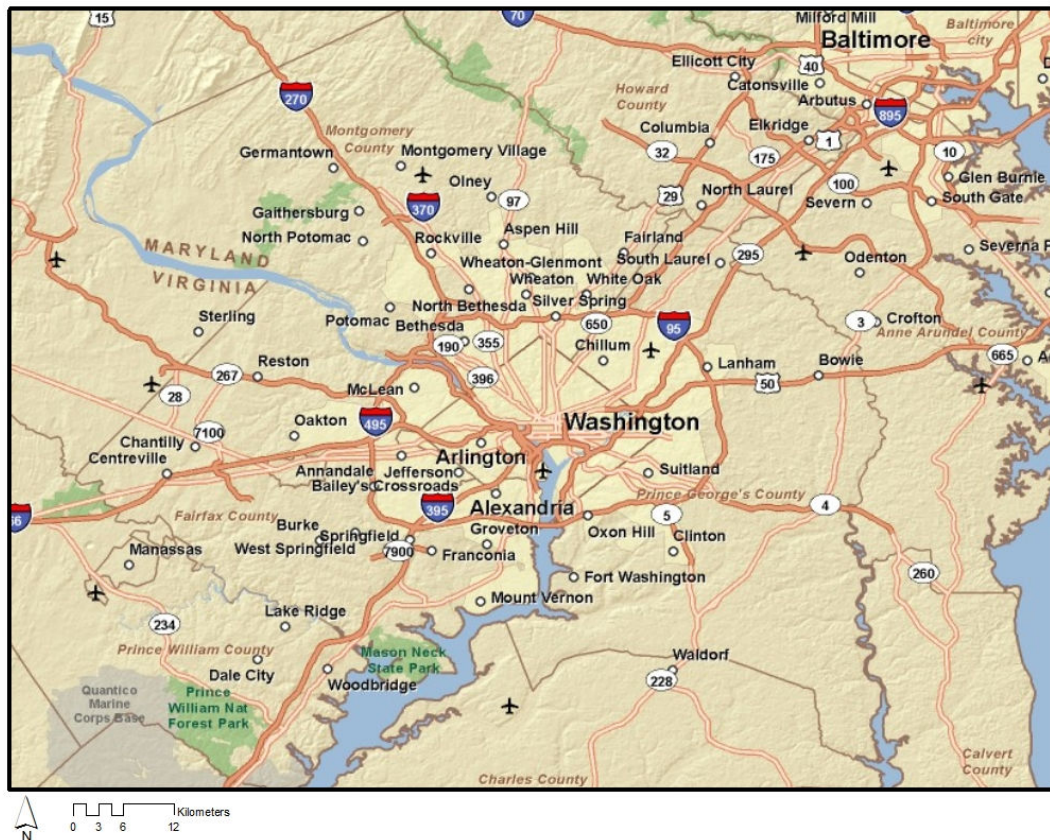 15
70
Milford Mill
Baltimore
city
Baltimore
Ellicott City
40
Catonsville
270
Howard
County
Arbutus
895
Montgomery
County
Columbia
Elkridge
1
Germantown
Montgomery Village
32
175
10
Olney
97
370
29
North Laurel
100
Glen Burnie
Severn
South Gate
Gaithersburg
North Potomac
Rockville
Aspen Hill
Fairland
South Laurel
295
Severna
Odenton
MARYLAND
VIRGINIA
Wheaton-Glenmont
Wheaton
White Oak
North Bethesda
Silver Spring
Sterling
Potomac
Bethesda
650
95
3
Crofton
Anne Arundel County
190
355
Chillum
665
Reston
267
396
Lanham
Bowie
50
28
McLean
495
Oakton
Washington
7100
Chantilly
Centreville
Arlington
Annandale
Jefferson
Bailey's Crossroads
Suitland
Prince George's County
395
Alexandria
66
Fairfax County
Burke
Springfield
West Springfield
7900
Groveton
Franconia
Oxon Hill
5
Clinton
4
Manassas
260
Fort Washington
Mount Vernon
Lake Ridge
234
Prince William County
Dale City
Woodbridge
Mason Neck
State Park
Waldorf
228
Quantico
Marine
Corps Base
Prince
William Nat
Forest Park
Charles County
Calvert
County
N
0 3 6 12
Kilometers